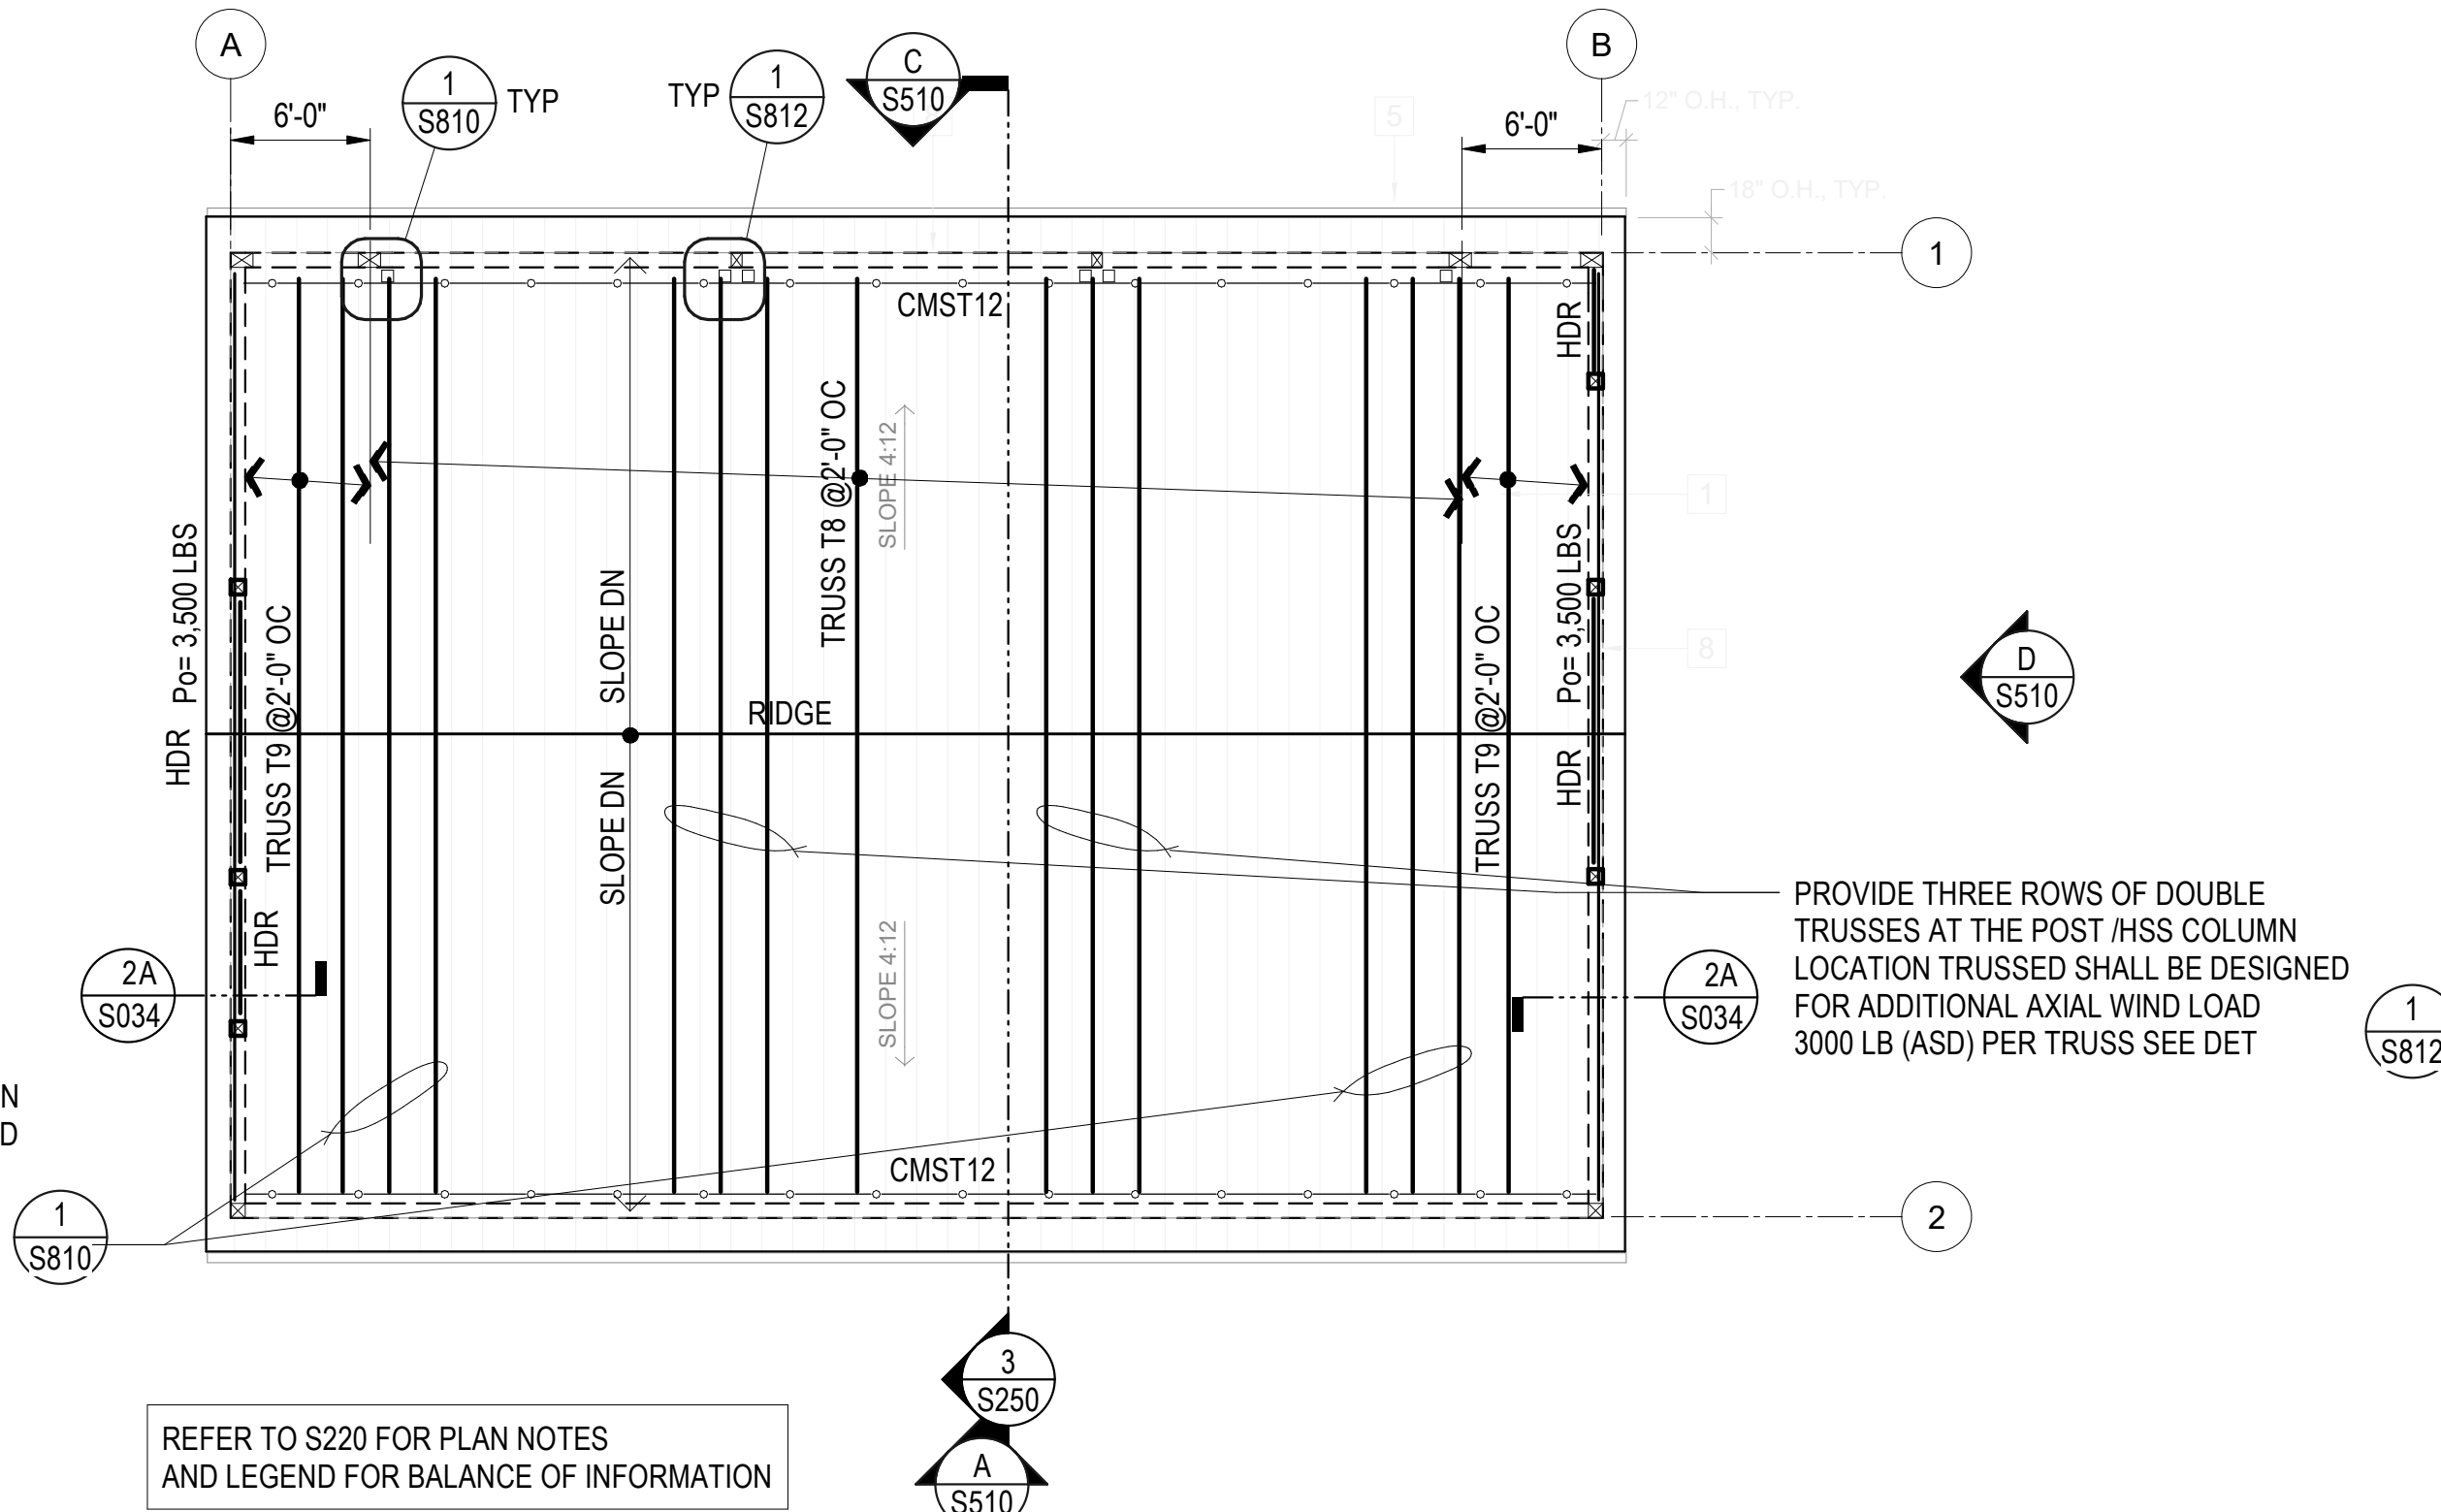 A
B
1
S810
TYP
TYP
1
S812
C
S510
6'-0"
6'-0"
5
12" O.H., TYP.
18" O.H., TYP.
1
CMST12
HDR
TRUSS T8 @2'-0" OC
SLOPE 4:12
SLOPE DN
HDR Po= 3,500 LBS
TRUSS T9 @2'-0" OC
RIDGE
SLOPE DN
HDR
TRUSS T9 @2'-0" OC
HDR Po= 3,500 LBS
1
8
D
S510
SLOPE 4:12
PROVIDE THREE ROWS OF DOUBLE
TRUSSES AT THE POST /HSS COLUMN
LOCATION TRUSSED SHALL BE DESIGNED
FOR ADDITIONAL AXIAL WIND LOAD
3000 LB (ASD) PER TRUSS SEE DET
1
S812
2A
S034
2A
S034
N
D
CMST12
1
S810
2
3
S250
A
S510
REFER TO S220 FOR PLAN NOTES
AND LEGEND FOR BALANCE OF INFORMATION